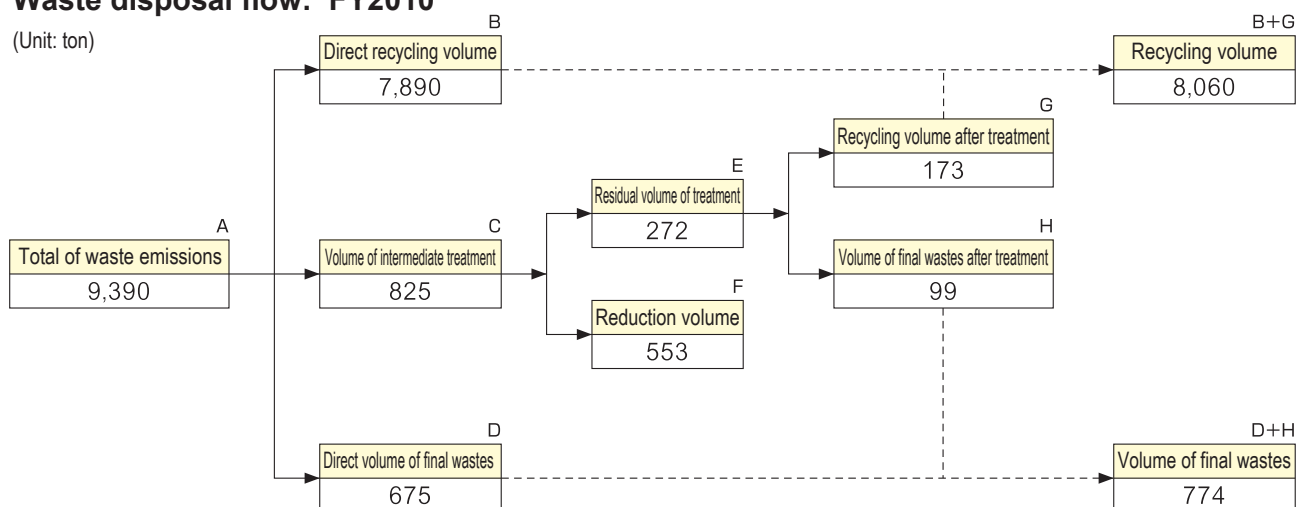 Waste disposal flow: FY2010
(Unit: ton)
B
Direct recycling volume
7,890
B+G
Recycling volume
8,060
G
Recycling volume after treatment
173
E
Residual volume of treatment
272
A
Total of waste emissions
9,390
C
Volume of intermediate treatment
825
H
Volume of final wastes after treatment
99
F
Reduction volume
553
D
Direct volume of final wastes
675
D+H
Volume of final wastes
774